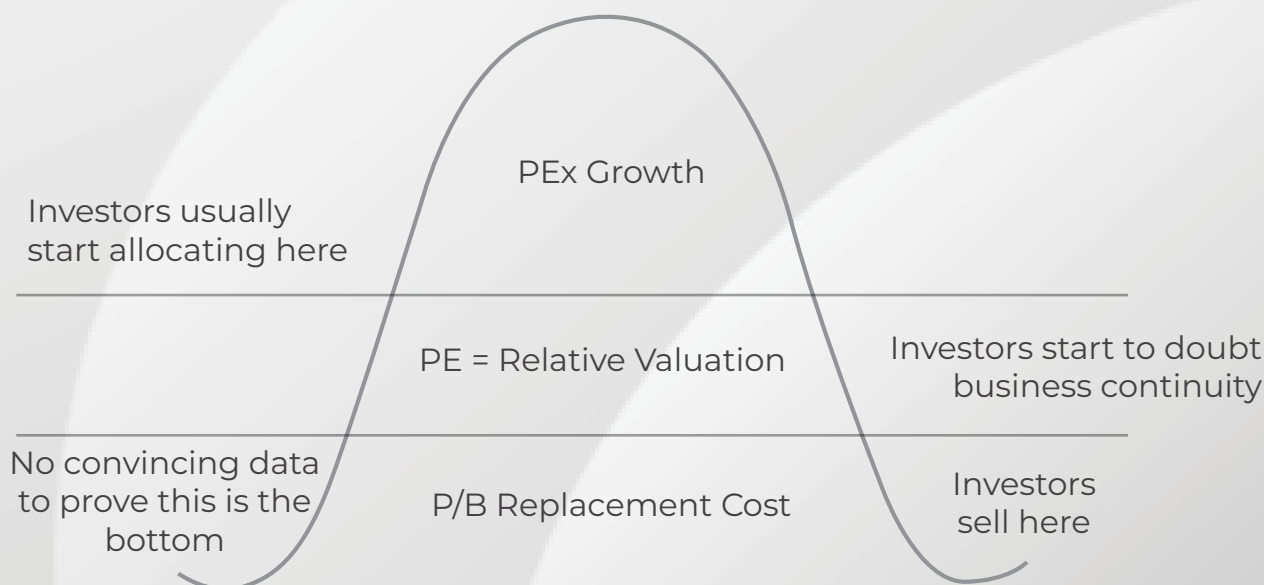 PEx Growth
Investors usually
start allocating here
PE = Relative Valuation
Investors start to doubt
business continuity
No convincing data
to prove this is the
bottom
P/B Replacement Cost
Investors
sell here